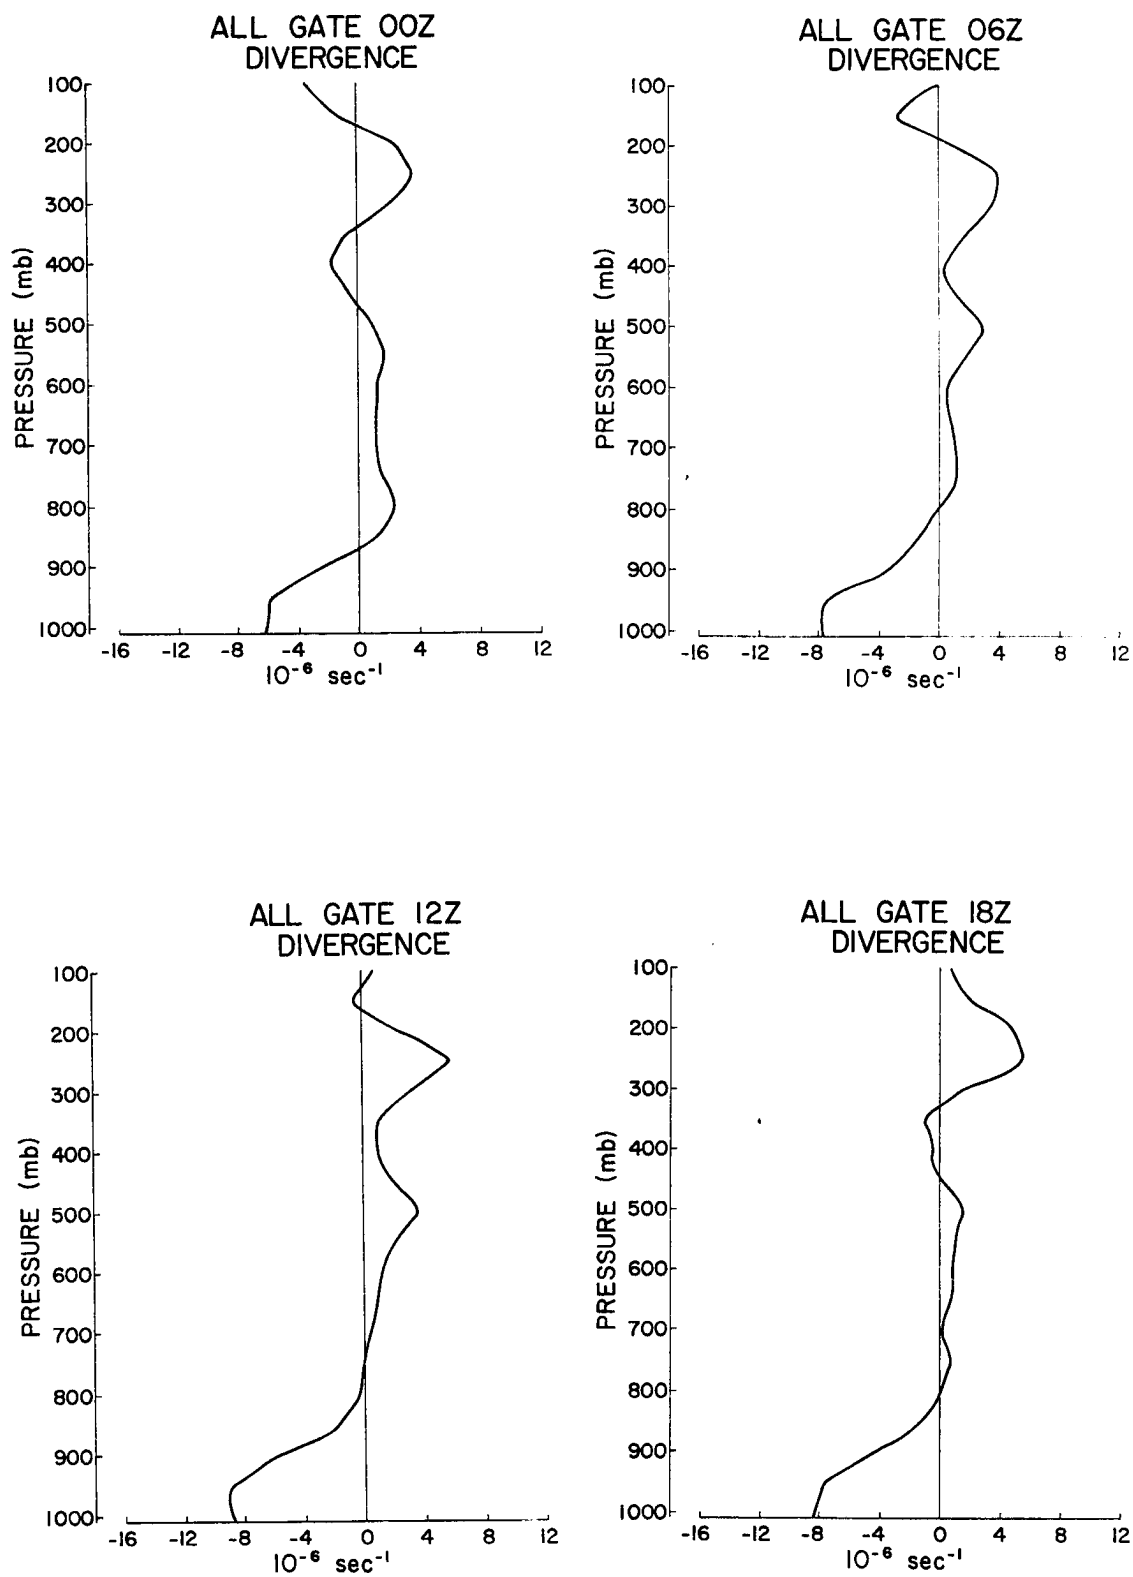 ALL GATE 00Z
DIVERGENCE
100
200
300
400
500
600
700
800
900
1000
PRESSURE (mb)
-16 -12 -8 -4 0 4 8 12
10⁻⁶ sec⁻¹
ALL GATE 06Z
DIVERGENCE
100
200
300
400
500
600
700
800
900
1000
PRESSURE (mb)
-16 -12 -8 -4 0 4 8 12
10⁻⁶ sec⁻¹
ALL GATE 12Z
DIVERGENCE
100
200
300
400
500
600
700
800
900
1000
PRESSURE (mb)
-16 -12 -8 -4 0 4 8 12
10⁻⁶ sec⁻¹
ALL GATE 18Z
DIVERGENCE
100
200
300
400
500
600
700
800
900
1000
PRESSURE (mb)
-16 -12 -8 -4 0 4 8 12
10⁻⁶ sec⁻¹